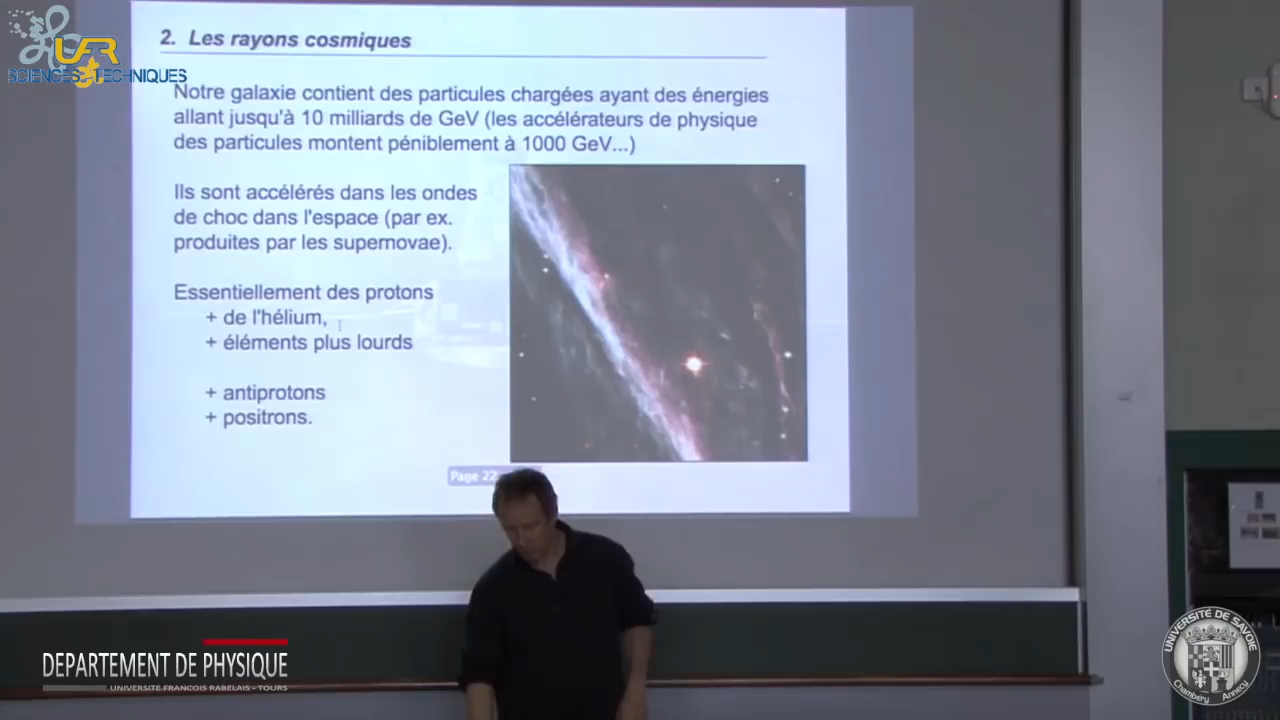 UFR
SCIENCES & TECHNIQUES
2. Les rayons cosmiques
Notre galaxie contient des particules chargées ayant des énergies
allant jusqu'à 10 milliards de GeV (les accélérateurs de physique
des particules montent péniblement à 1000 GeV...)
Ils sont accélérés dans les ondes
de choc dans l'espace (par ex.
produites par les supernovae).
Essentiellement des protons
+ de l'hélium,
+ éléments plus lourds
+ antiprotons
+ positrons.
Page 22
DEPARTEMENT DE PHYSIQUE
UNIVERSITE FRANCOIS RABELAIS - TOURS
UNIVERSITÉ DE SAVOIE
Chambéry Annecy